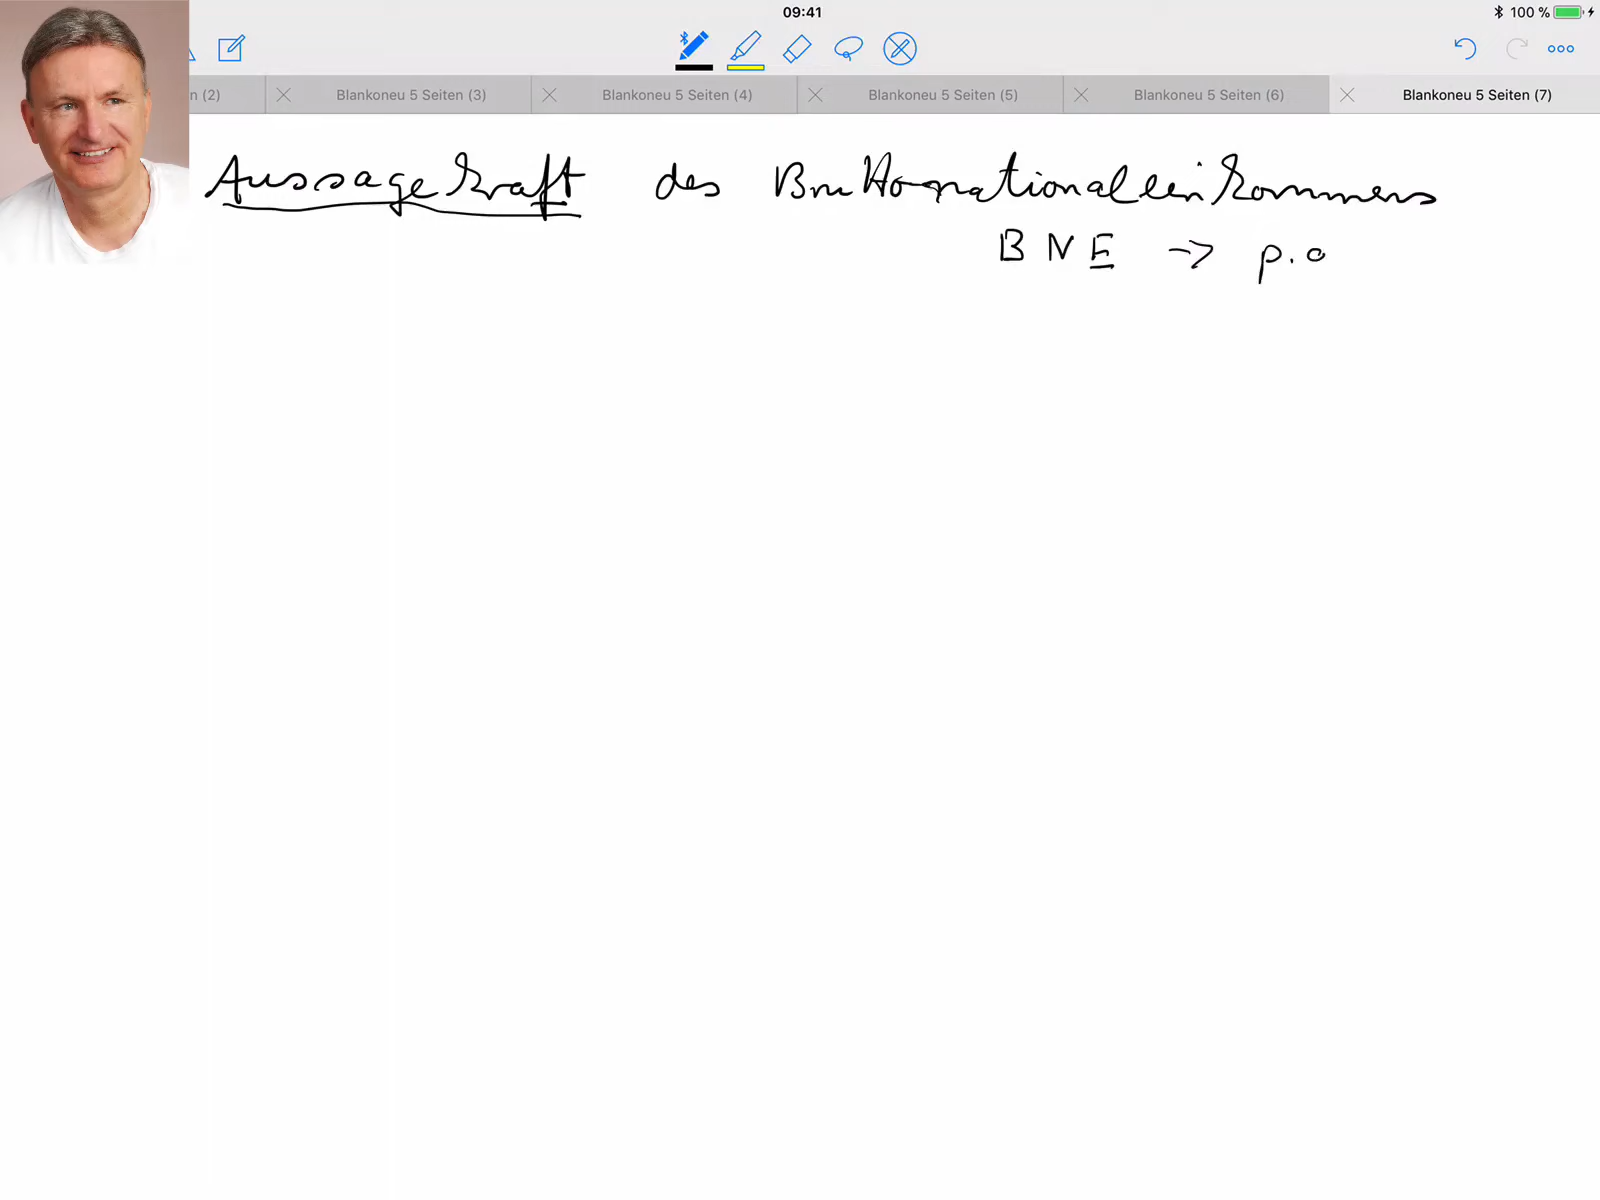 09:41
100 %
n (2)
Blankoneu 5 Seiten (3)
Blankoneu 5 Seiten (4)
Blankoneu 5 Seiten (5)
Blankoneu 5 Seiten (6)
Blankoneu 5 Seiten (7)
Aussagekraft des Bruttonationaleinkommens
BNE → p.a